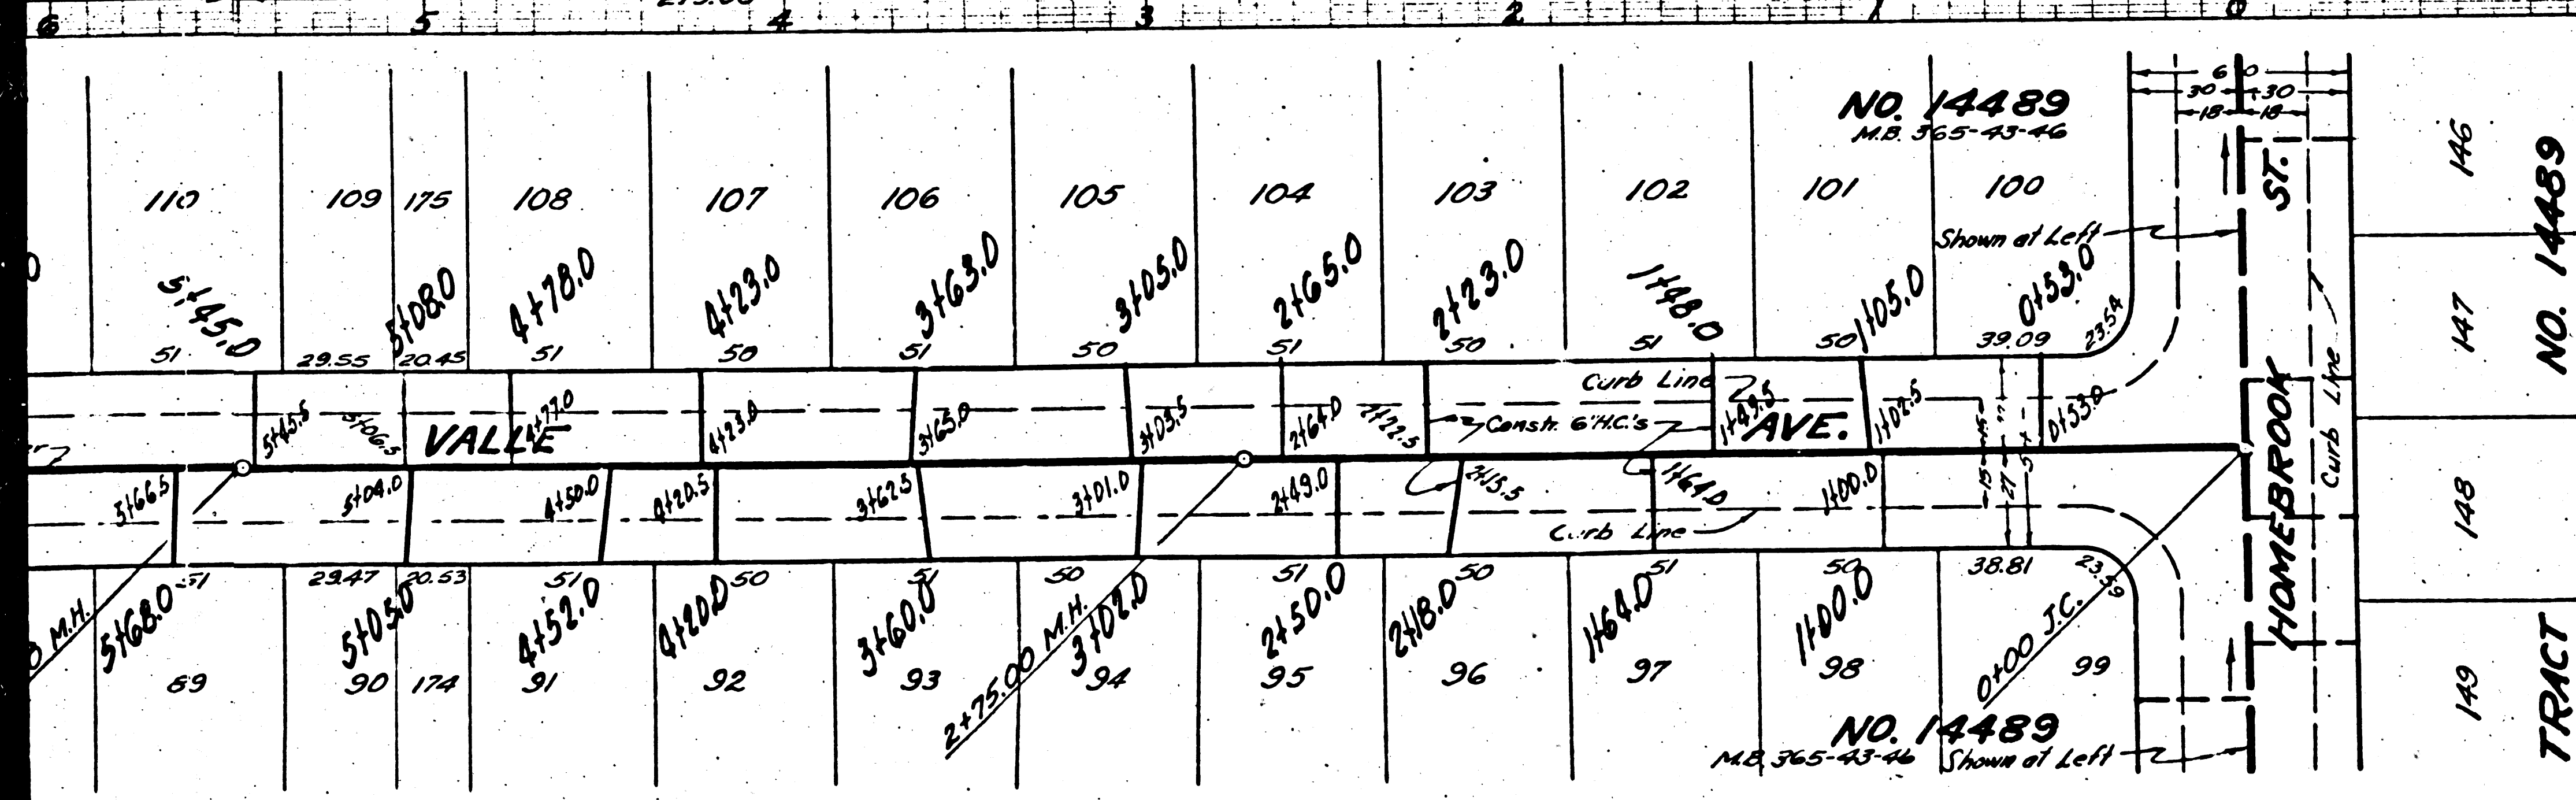 6 5 4 3 2 1 0
60
30 30
18 18
NO. 14489
M.B. 365-43-46
110 109 175 108 107 106 105 104 103 102 101 100
Shown at Left
ST.
146
NO. 14489
5+45.0 5+08.0 4+78.0 4+23.0 3+63.0 3+05.0 2+65.0 2+23.0 1+48.0 1+05.0 0+53.0
147
51 29.55 20.45 51 50 51 50 51 50 51 50 39.09 23.54
Curb Line
Curb Line
5+45.5 5+06.5 4+77.0 4+23.0 3+65.0 3+03.5 2+64.0 2+22.5 1+49.5 1+02.5 0+53.0
VALLE AVE.
Constr. 6" H.C.'s
HOMEBROOK
5+66.5 5+04.0 4+50.0 4+20.5 3+62.5 3+01.0 2+49.0 2+15.5 1+64.0 1+00.0
15 15
27 27
5
148
Curb Line
51 29.47 20.53 51 50 51 50 51 50 51 50 38.81 23.59
5+68.0 5+05.0 4+52.0 4+20.0 3+60.0 3+02.0 2+50.0 2+18.0 1+64.0 1+00.0
M.H.
2+75.00 M.H.
0+00 J.C.
89 90 174 91 92 93 94 95 96 97 98 99
149
TRACT
NO. 14489
M.B. 365-43-46 Shown at Left